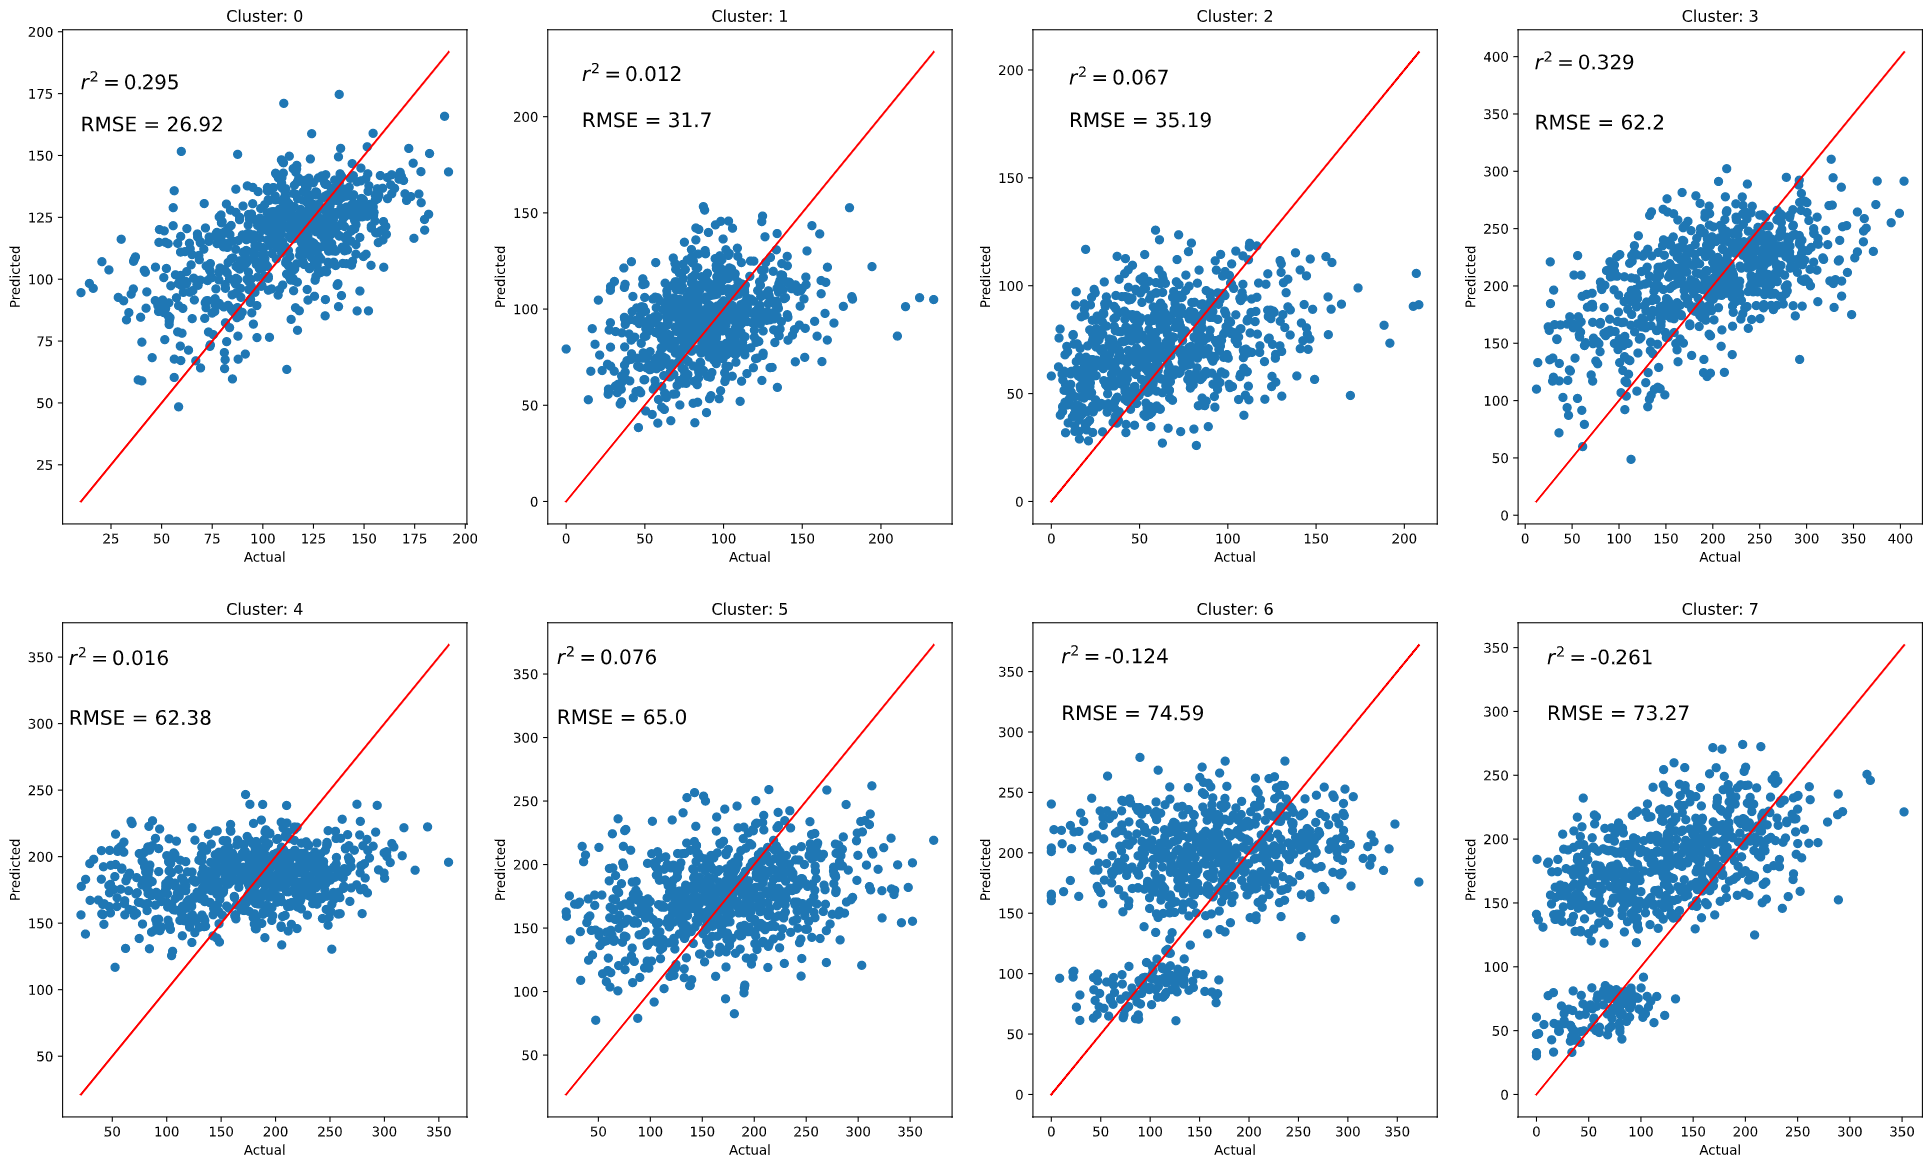 Cluster: 0
r² = 0.295
RMSE = 26.92
200
175
150
125
100
75
50
25
Predicted
25 50 75 100 125 150 175 200
Actual
Cluster: 1
r² = 0.012
RMSE = 31.7
200
150
100
50
0
Predicted
0 50 100 150 200
Actual
Cluster: 2
r² = 0.067
RMSE = 35.19
200
150
100
50
0
Predicted
0 50 100 150 200
Actual
Cluster: 3
r² = 0.329
RMSE = 62.2
400
350
300
250
200
150
100
50
0
Predicted
0 50 100 150 200 250 300 350 400
Actual
Cluster: 4
r² = 0.016
RMSE = 62.38
350
300
250
200
150
100
50
Predicted
50 100 150 200 250 300 350
Actual
Cluster: 5
r² = 0.076
RMSE = 65.0
350
300
250
200
150
100
50
Predicted
50 100 150 200 250 300 350
Actual
Cluster: 6
r² = -0.124
RMSE = 74.59
350
300
250
200
150
100
50
0
Predicted
0 50 100 150 200 250 300 350
Actual
Cluster: 7
r² = -0.261
RMSE = 73.27
350
300
250
200
150
100
50
0
Predicted
0 50 100 150 200 250 300 350
Actual